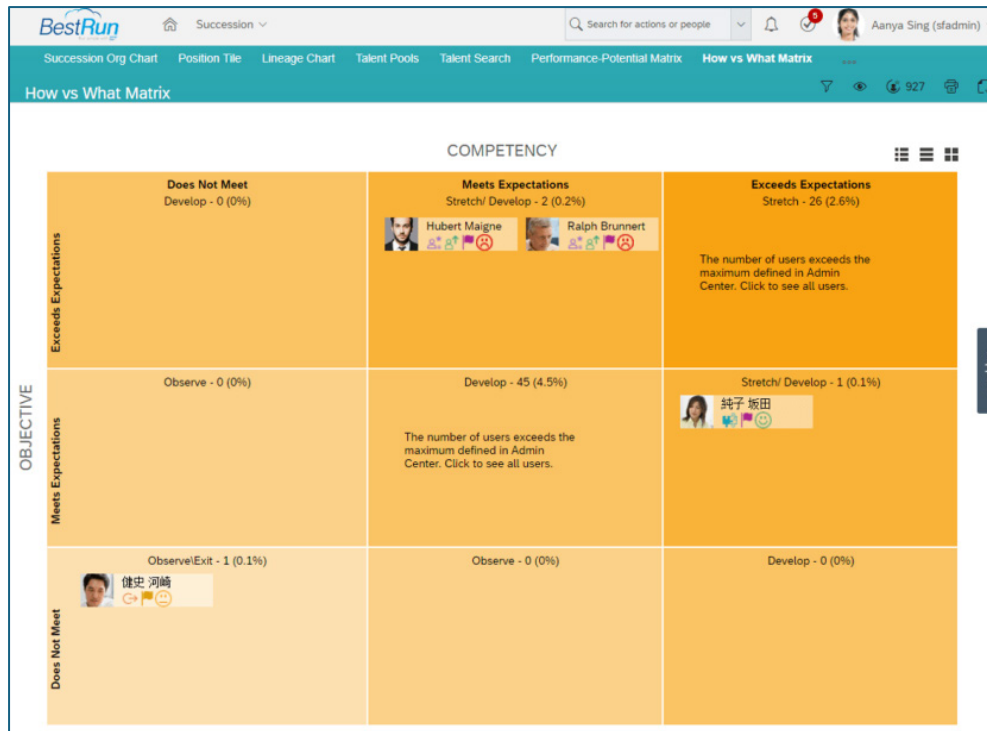 BestRun
Succession
Search for actions or people
5
Aanya Sing (sfadmin)
Succession Org Chart Position Tile Lineage Chart Talent Pools Talent Search Performance-Potential Matrix How vs What Matrix ...
How vs What Matrix
927
COMPETENCY
OBJECTIVE
Exceeds Expectations
Does Not Meet
Develop - 0 (0%)
Meets Expectations
Stretch/ Develop - 2 (0.2%)
Hubert Maigne
Ralph Brunnert
Exceeds Expectations
Stretch - 26 (2.6%)
The number of users exceeds the
maximum defined in Admin
Center. Click to see all users.
Meets Expectations
Observe - 0 (0%)
Develop - 45 (4.5%)
The number of users exceeds the
maximum defined in Admin
Center. Click to see all users.
Stretch/ Develop - 1 (0.1%)
純子 坂田
Does Not Meet
Observe\Exit - 1 (0.1%)
健史 河崎
Observe - 0 (0%)
Develop - 0 (0%)